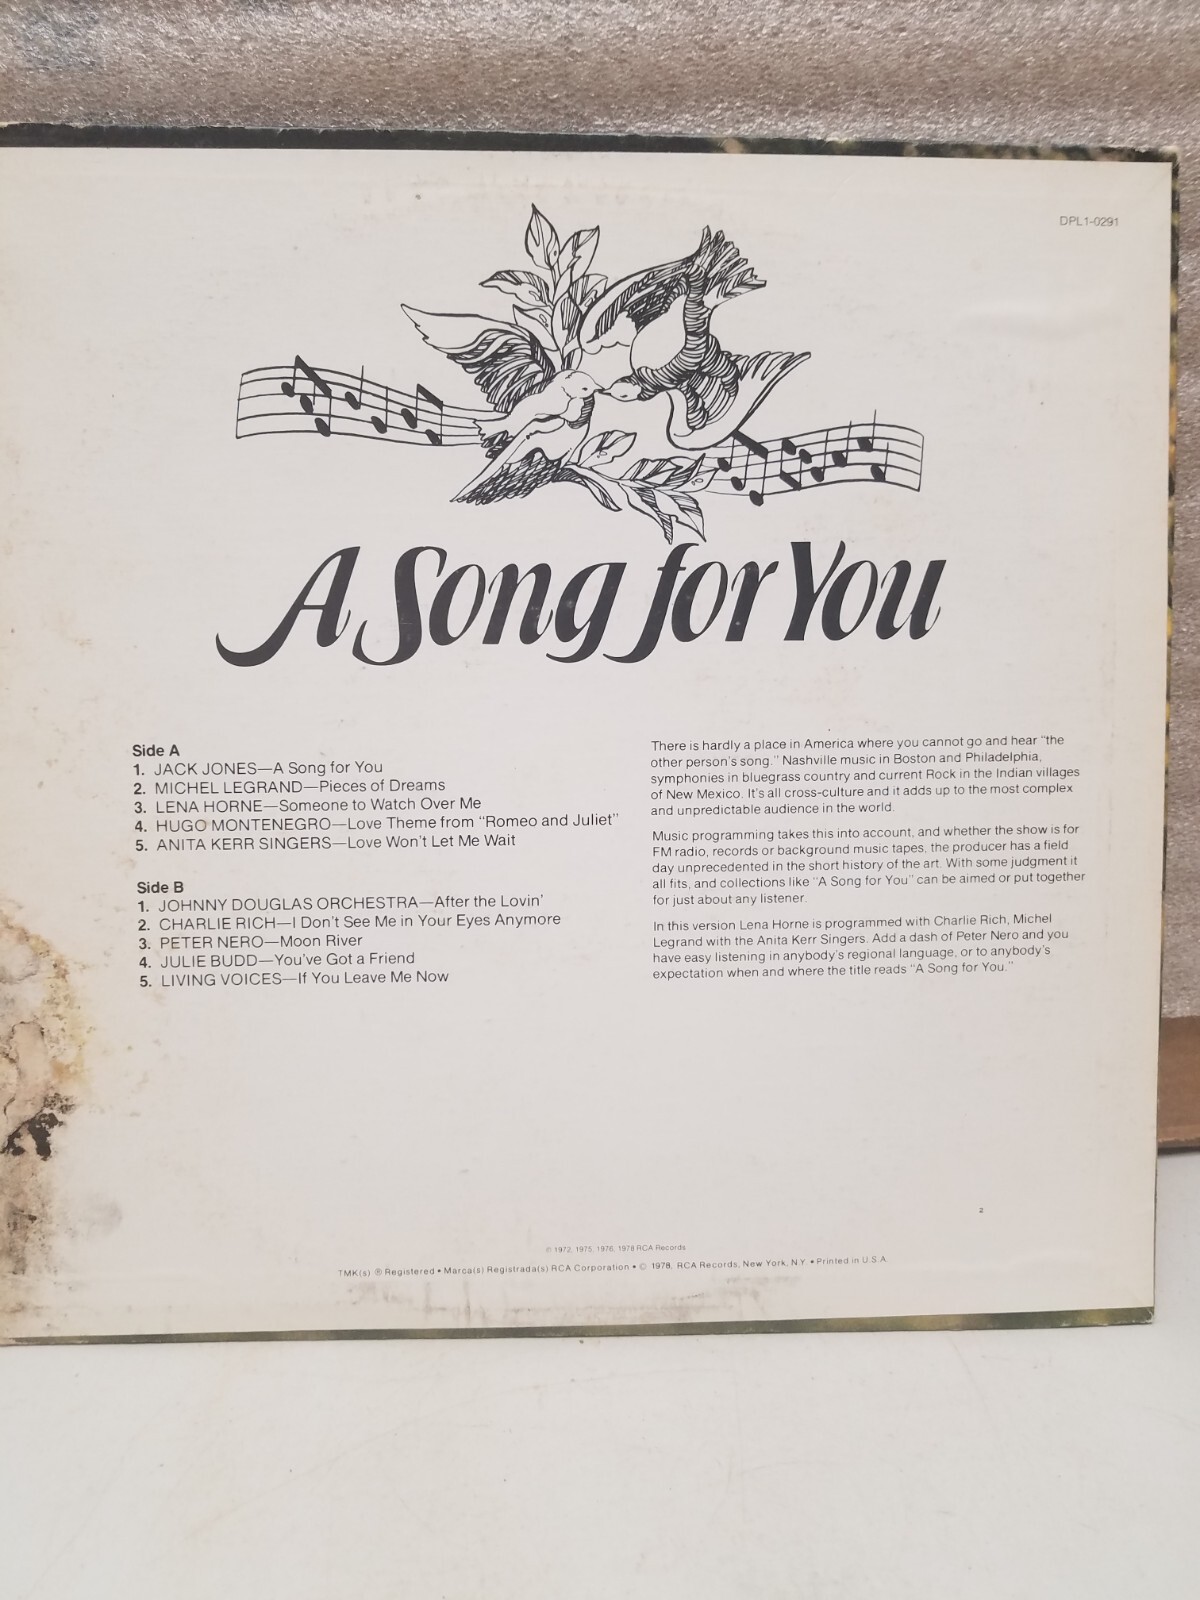 DPL1-0291
A Song for You
Side A
1. JACK JONES—A Song for You
2. MICHEL LEGRAND—Pieces of Dreams
3. LENA HORNE—Someone to Watch Over Me
4. HUGO MONTENEGRO—Love Theme from "Romeo and Juliet"
5. ANITA KERR SINGERS—Love Won't Let Me Wait
Side B
1. JOHNNY DOUGLAS ORCHESTRA—After the Lovin'
2. CHARLIE RICH—I Don't See Me in Your Eyes Anymore
3. PETER NERO—Moon River
4. JULIE BUDD—You've Got a Friend
5. LIVING VOICES—If You Leave Me Now
There is hardly a place in America where you cannot go and hear "the
other person's song." Nashville music in Boston and Philadelphia,
symphonies in bluegrass country and current Rock in the Indian villages
of New Mexico. It's all cross-culture and it adds up to the most complex
and unpredictable audience in the world.
Music programming takes this into account, and whether the show is for
FM radio, records or background music tapes, the producer has a field
day unprecedented in the short history of the art. With some judgment it
all fits, and collections like "A Song for You" can be aimed or put together
for just about any listener.
In this version Lena Horne is programmed with Charlie Rich, Michel
Legrand with the Anita Kerr Singers. Add a dash of Peter Nero and you
have easy listening in anybody's regional language, or to anybody's
expectation when and where the title reads "A Song for You."
2
℗ 1972, 1975, 1976, 1978 RCA Records
TMK(s) ® Registered • Marca(s) Registrada(s) RCA Corporation • © 1978, RCA Records, New York, N.Y. • Printed in U.S.A.